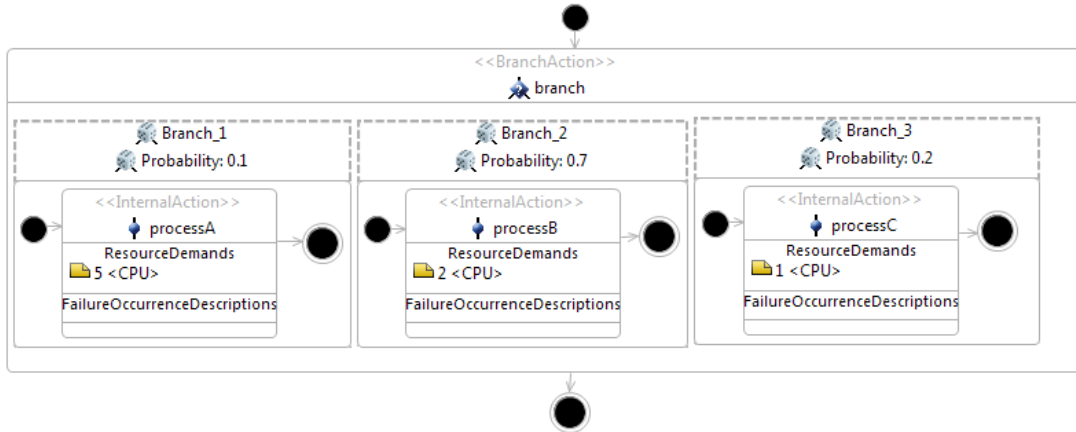 <<BranchAction>>
branch
Branch_1
Probability: 0.1
<<InternalAction>>
processA
ResourceDemands
5 <CPU>
FailureOccurrenceDescriptions
Branch_2
Probability: 0.7
<<InternalAction>>
processB
ResourceDemands
2 <CPU>
FailureOccurrenceDescriptions
Branch_3
Probability: 0.2
<<InternalAction>>
processC
ResourceDemands
1 <CPU>
FailureOccurrenceDescriptions